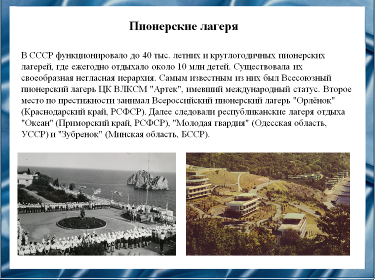 Пионерские лагеря
В СССР функционировало до 40 тыс. летних и круглогодичных пионерских
лагерей, где ежегодно отдыхало около 10 млн детей. Существовала их
своеобразная негласная иерархия. Самым известным из них был Всесоюзный
пионерский лагерь ЦК ВЛКСМ "Артек", имевший международный статус. Второе
место по престижности занимал Всероссийский пионерский лагерь "Орлёнок"
(Краснодарский край, РСФСР). Далее следовали республиканские лагеря отдыха
"Океан" (Приморский край, РСФСР), "Молодая гвардия" (Одесская область,
УССР) и "Зубренок" (Минская область, БССР).